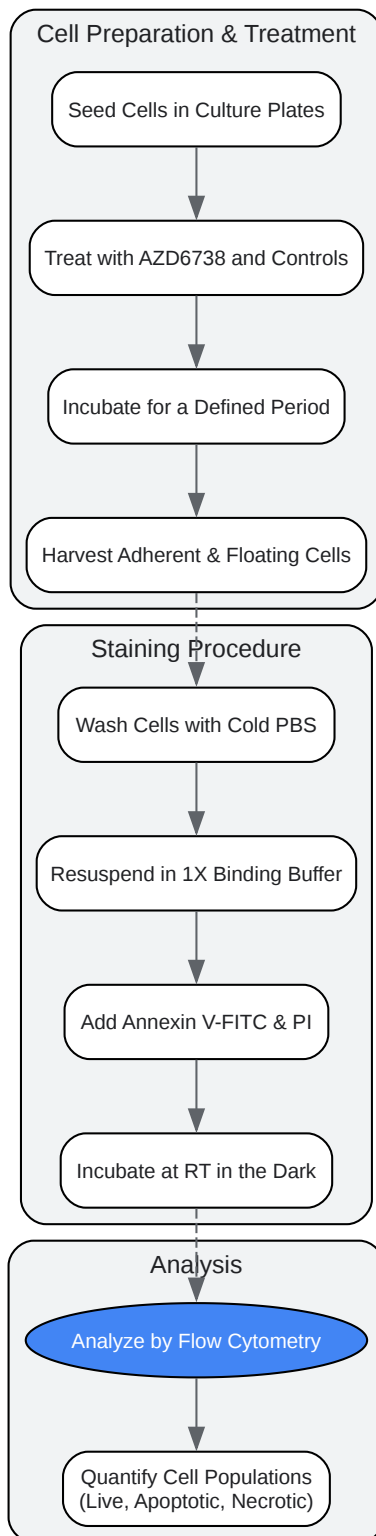 Cell Preparation & Treatment
Seed Cells in Culture Plates
Treat with AZD6738 and Controls
Incubate for a Defined Period
Harvest Adherent & Floating Cells
Staining Procedure
Wash Cells with Cold PBS
Resuspend in 1X Binding Buffer
Add Annexin V-FITC & PI
Incubate at RT in the Dark
Analysis
Analyze by Flow Cytometry
Quantify Cell Populations
(Live, Apoptotic, Necrotic)